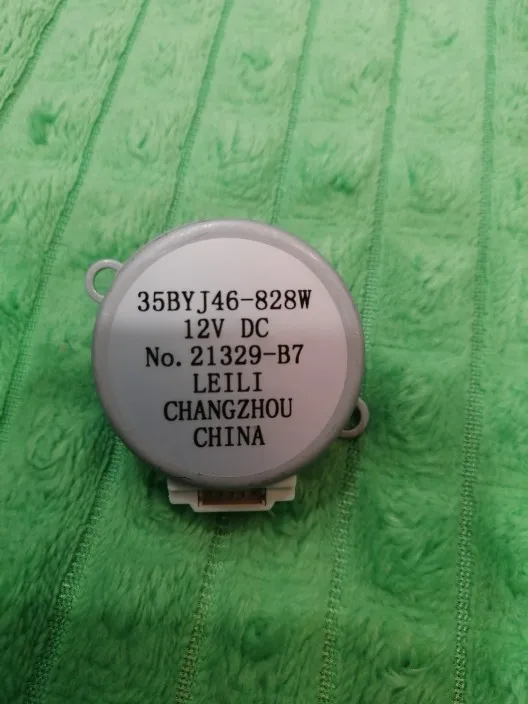 35BYJ46-828W
12V DC
No.21329-B7
LEILI
CHANGZHOU
CHINA